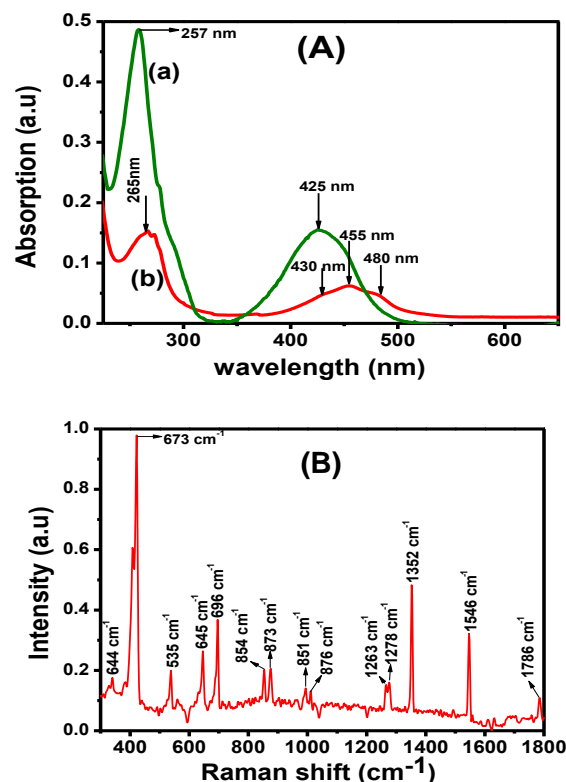 (A)
257 nm
(a)
265nm
425 nm
455 nm
430 nm
480 nm
(b)
0.5
0.4
0.3
0.2
0.1
0.0
300
400
500
600
Absorption (a.u)
wavelength (nm)
(B)
673 cm⁻¹
644 cm⁻¹
535 cm⁻¹
645 cm⁻¹
696 cm⁻¹
854 cm⁻¹
873 cm⁻¹
851 cm⁻¹
876 cm⁻¹
1263 cm⁻¹
1278 cm⁻¹
1352 cm⁻¹
1546 cm⁻¹
1786 cm⁻¹
1.0
0.8
0.6
0.4
0.2
0.0
400
600
800
1000
1200
1400
1600
1800
Intensity (a.u)
Raman shift (cm⁻¹)